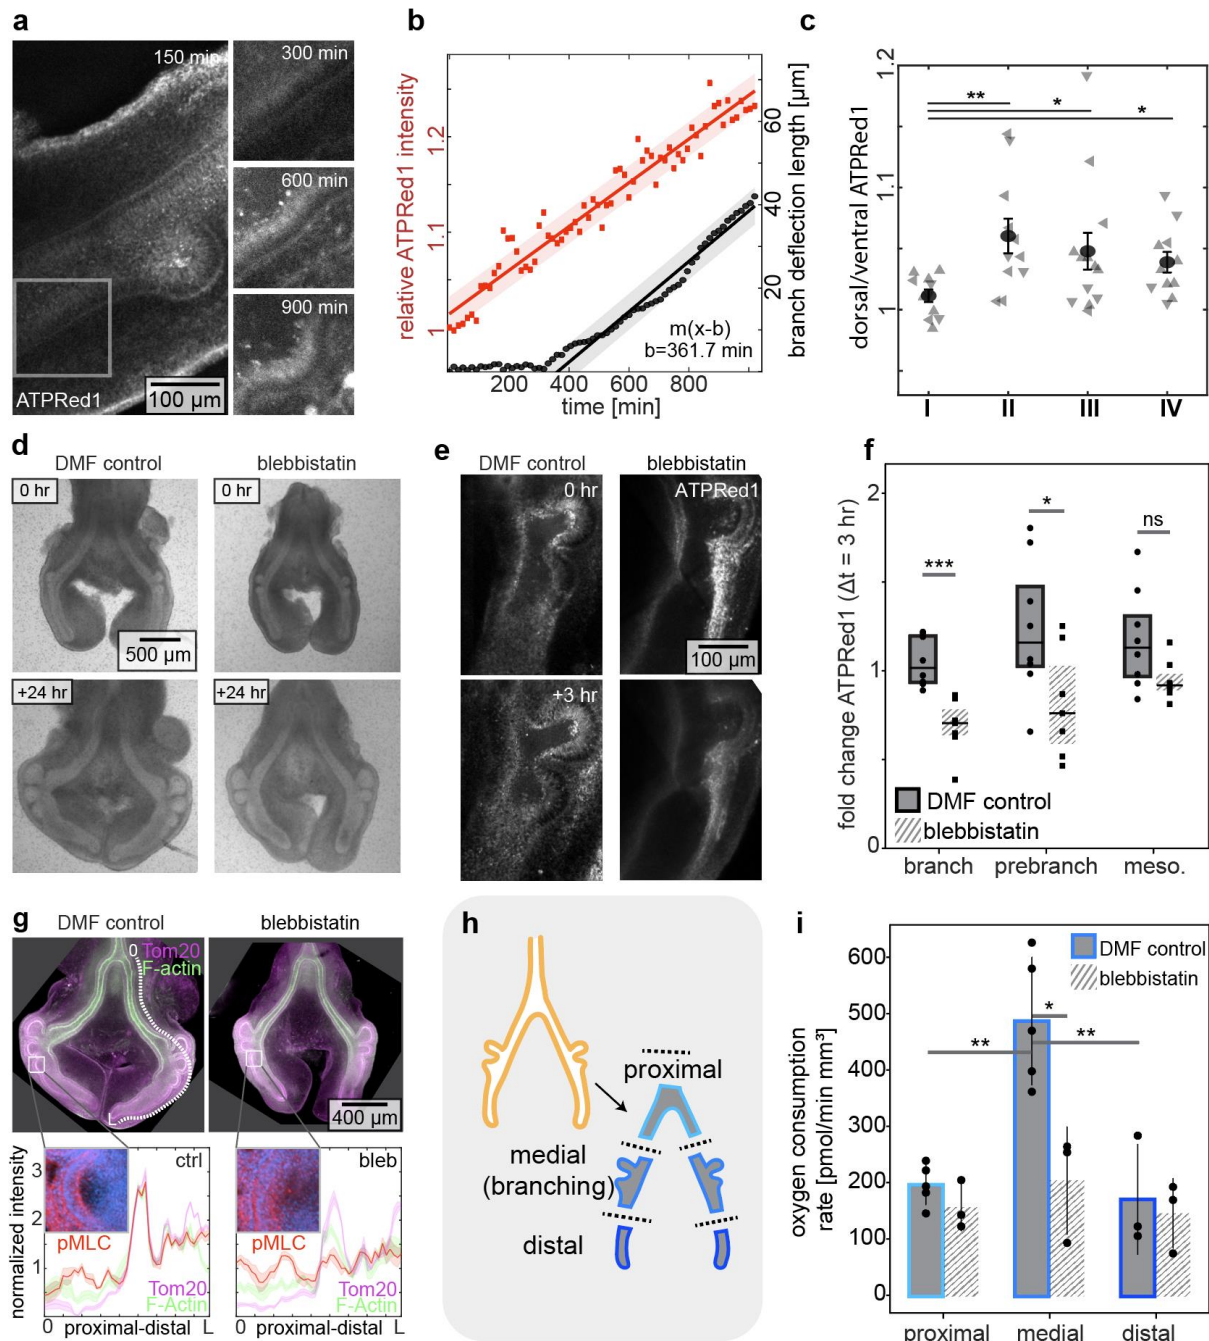 a
150 min
300 min
600 min
900 min
ATPRed1
100 µm
b
relative ATPRed1 intensity
1.2
1.1
1
branch deflection length [µm]
60
40
20
m(x-b)
b=361.7 min
200 400 600 800
time [min]
c
dorsal/ventral ATPRed1
1.2
1.1
1
** * *
I II III IV
d
DMF control blebbistatin
0 hr 0 hr
500 µm
+24 hr +24 hr
e
DMF control blebbistatin
0 hr ATPRed1
100 µm
+3 hr
f
fold change ATPRed1 (Δt = 3 hr)
2
1
0
*** * ns
DMF control
blebbistatin
branch prebranch meso.
g
DMF control blebbistatin
0 Tom20
F-actin
L
400 µm
normalized intensity
3
2
1
ctrl
pMLC
Tom20
F-Actin
0 proximal-distal L
bleb
pMLC
Tom20
F-Actin
0 proximal-distal L
h
proximal
medial
(branching)
distal
i
oxygen consumption
rate [pmol/min mm³]
600
500
400
300
200
100
0
DMF control
blebbistatin
** * **
proximal medial distal